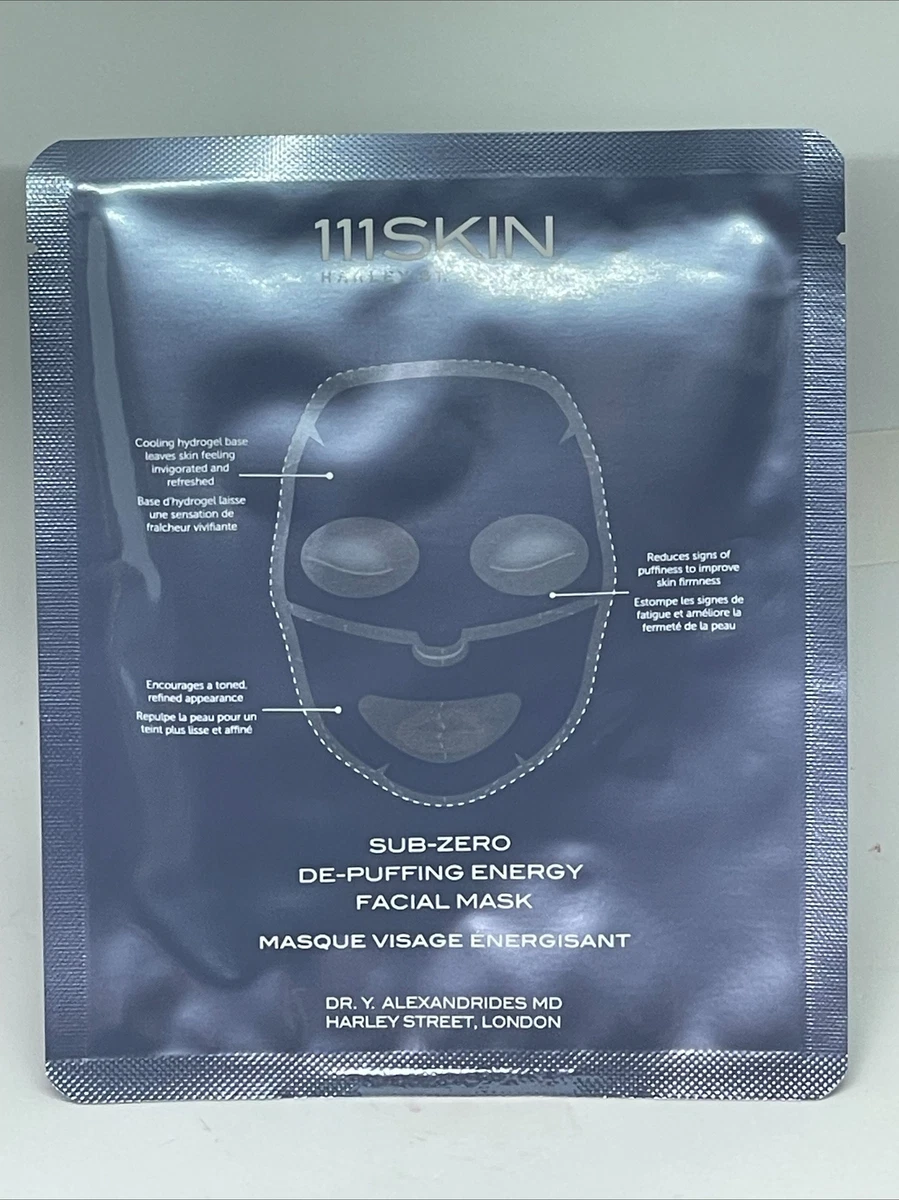 111SKIN
HARLEY
Cooling hydrogel base
leaves skin feeling
invigorated and
refreshed
Base d'hydrogel laisse
une sensation de
fraîcheur vivifiante
Reduces signs of
puffiness to improve
skin firmness
Estompe les signes de
fatigue et améliore la
fermeté de la peau
Encourages a toned,
refined appearance
Repulpe la peau pour un
teint plus lisse et affiné
SUB-ZERO
DE-PUFFING ENERGY
FACIAL MASK
MASQUE VISAGE ÉNERGISANT
DR. Y. ALEXANDRIDES MD
HARLEY STREET, LONDON